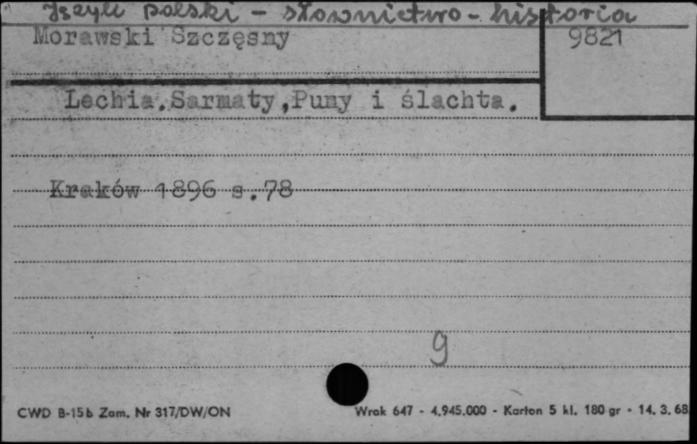 Język polski - słownictwo - historia
Morawski Szczęsny
9821
Lechia.Sarmaty,Puny i ślachta.
Kraków 1896 s.78
9
CWD B-15b Zam. Nr 317/DW/ON
Wrak 647 - 4.945.000 - Karton 5 kl. 180 gr - 14. 3. 68